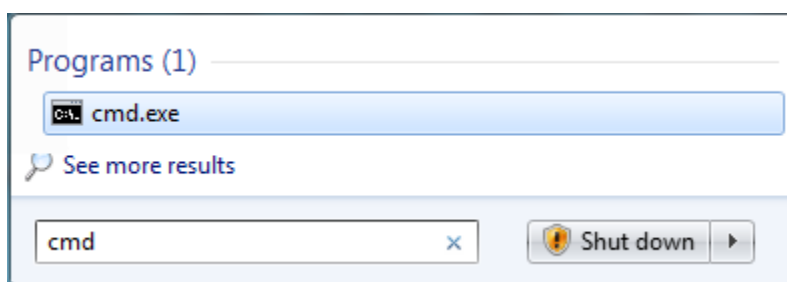 Programs (1)
cmd.exe
See more results
cmd
Shut down